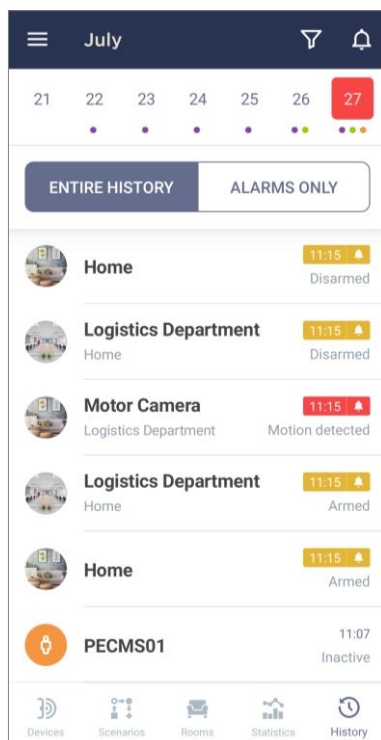 July
21 22 23 24 25 26 27
ENTIRE HISTORY ALARMS ONLY
Home 11:15
Disarmed
Logistics Department 11:15
Home Disarmed
Motor Camera 11:15
Logistics Department Motion detected
Logistics Department 11:15
Home Armed
Home 11:15
Armed
PECMS01 11:07
Inactive
Devices Scenarios Rooms Statistics History